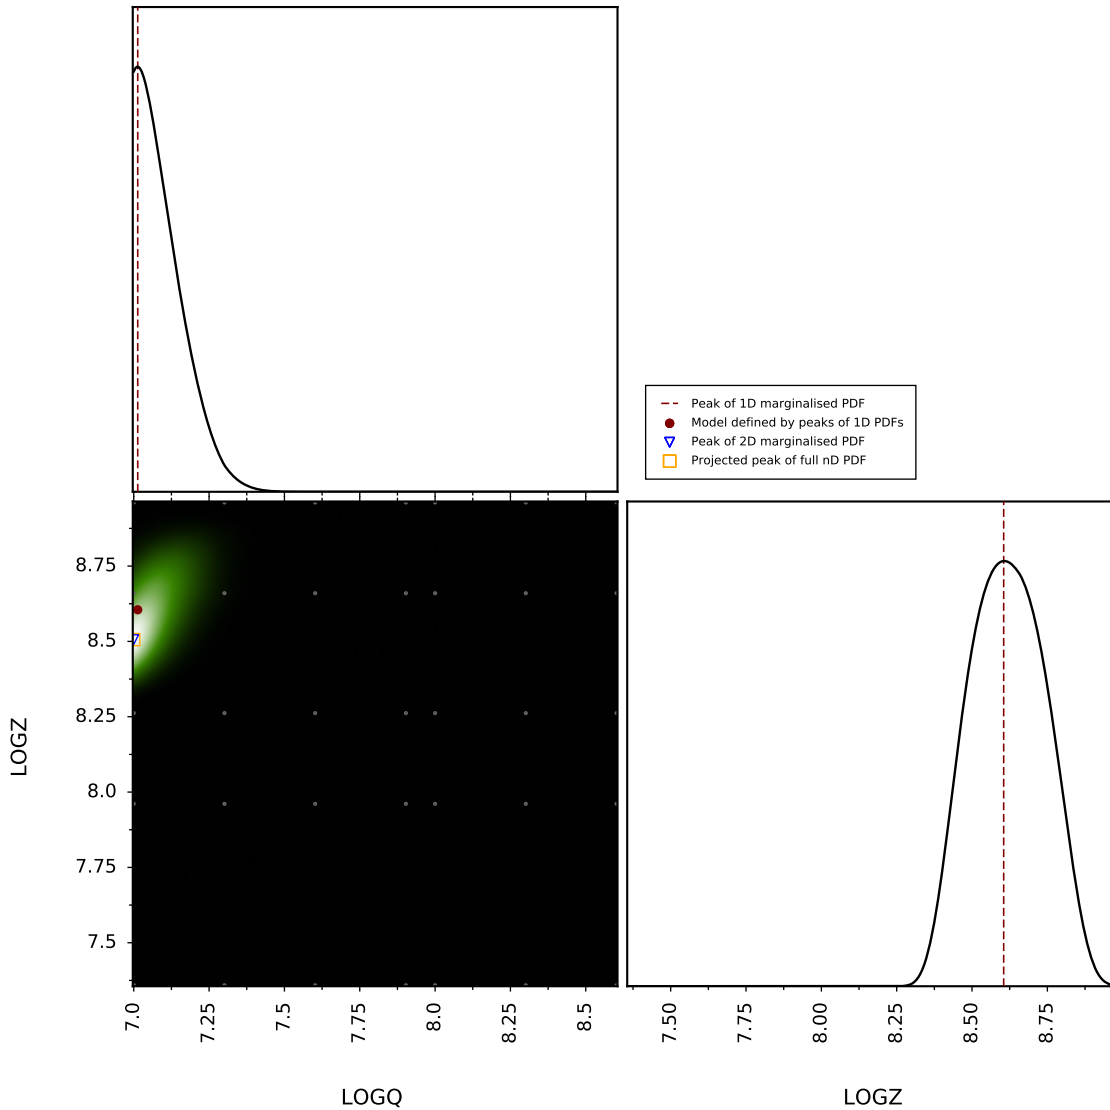 Peak of 1D marginalised PDF
Model defined by peaks of 1D PDFs
Peak of 2D marginalised PDF
Projected peak of full nD PDF
LOGZ
8.75
8.5
8.25
8.0
7.75
7.5
7.0
7.25
7.5
7.75
8.0
8.25
8.5
LOGQ
7.50
7.75
8.00
8.25
8.50
8.75
LOGZ